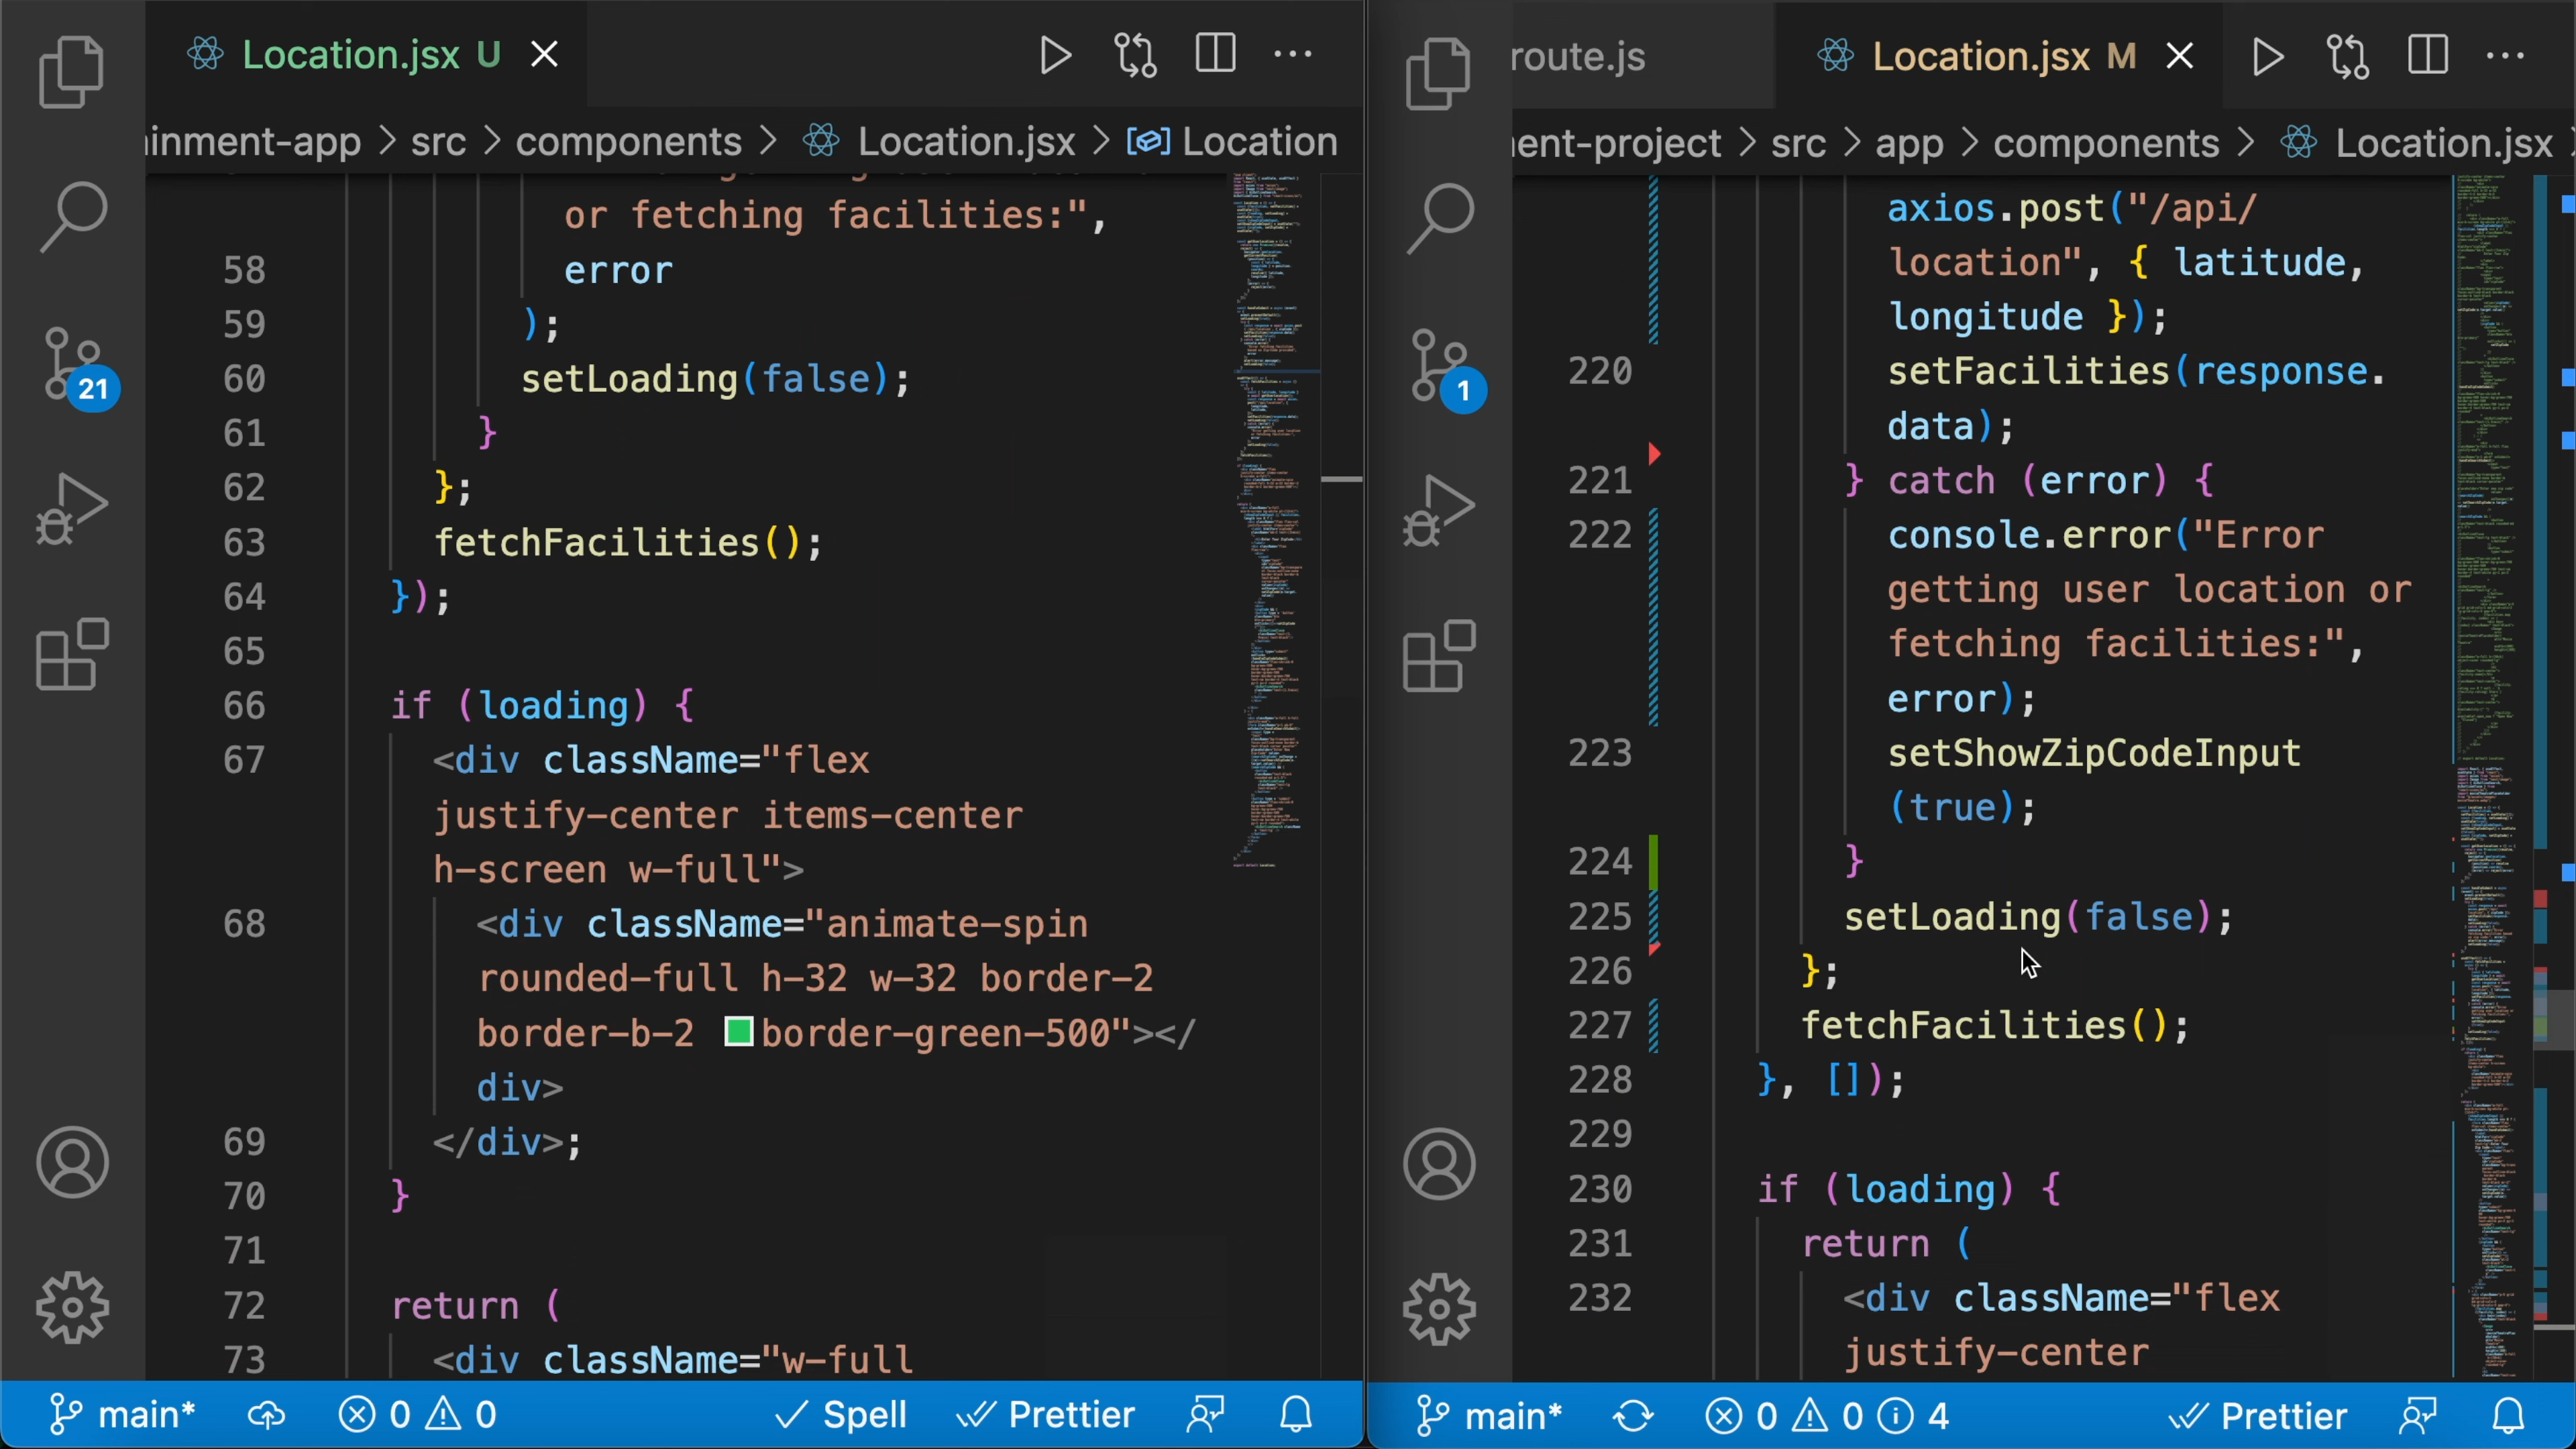 Location.jsx U
inment-app > src > components > Location.jsx > Location
or fetching facilities:",
58 error
59 );
60 setLoading(false);
61 }
62 };
63 fetchFacilities();
64 });
65
66 if (loading) {
67 <div className="flex
justify-center items-center
h-screen w-full">
68 <div className="animate-spin
rounded-full h-32 w-32 border-2
border-b-2 border-green-500"></
div>
69 </div>;
70 }
71
72 return (
73 <div className="w-full
21
main* 0 0 Spell Prettier
route.js Location.jsx M
ent-project > src > app > components > Location.jsx
axios.post("/api/
location", { latitude,
longitude });
220 setFacilities(response.
data);
221 } catch (error) {
222 console.error("Error
getting user location or
fetching facilities:",
error);
223 setShowZipCodeInput
(true);
224 }
225 setLoading(false);
226 };
227 fetchFacilities();
228 }, []);
229
230 if (loading) {
231 return (
232 <div className="flex
justify-center
1
main* 0 0 4 Prettier